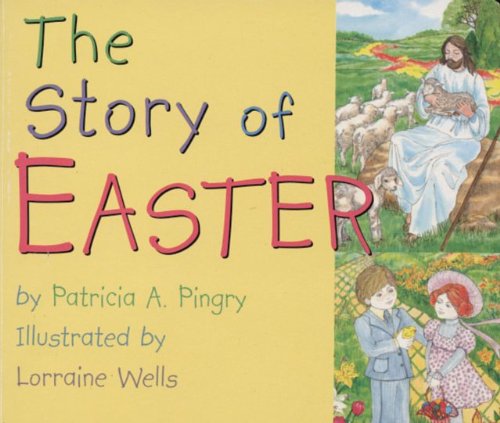 The
Story of
EASTER
by Patricia A. Pingry
Illustrated by
Lorraine Wells